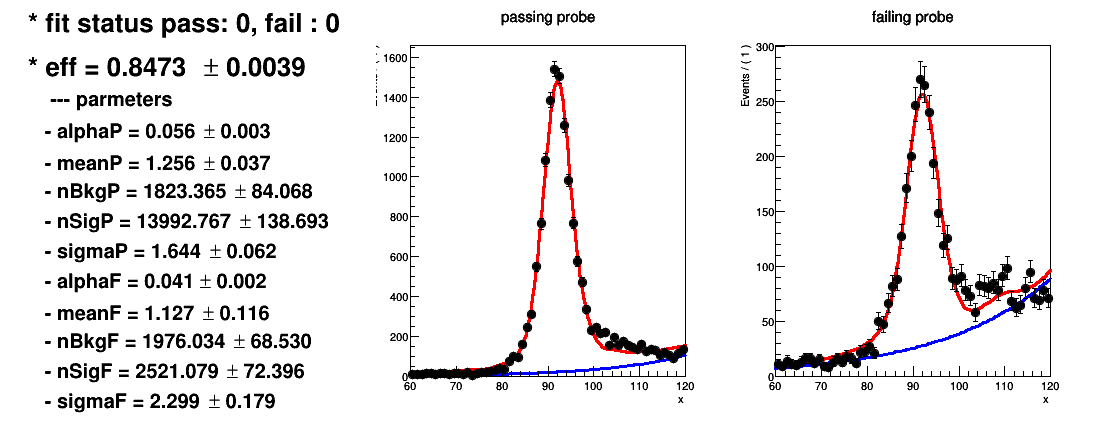 * fit status pass: 0, fail : 0
* eff = 0.8473 ± 0.0039
--- parmeters
- alphaP = 0.056 ± 0.003
- meanP = 1.256 ± 0.037
- nBkgP = 1823.365 ± 84.068
- nSigP = 13992.767 ± 138.693
- sigmaP = 1.644 ± 0.062
- alphaF = 0.041 ± 0.002
- meanF = 1.127 ± 0.116
- nBkgF = 1976.034 ± 68.530
- nSigF = 2521.079 ± 72.396
- sigmaF = 2.299 ± 0.179
passing probe
1600
1400
1200
1000
800
600
400
200
0
60 70 80 90 100 110 120
x
failing probe
Events / ( 1 )
300
250
200
150
100
50
0
60 70 80 90 100 110 120
x